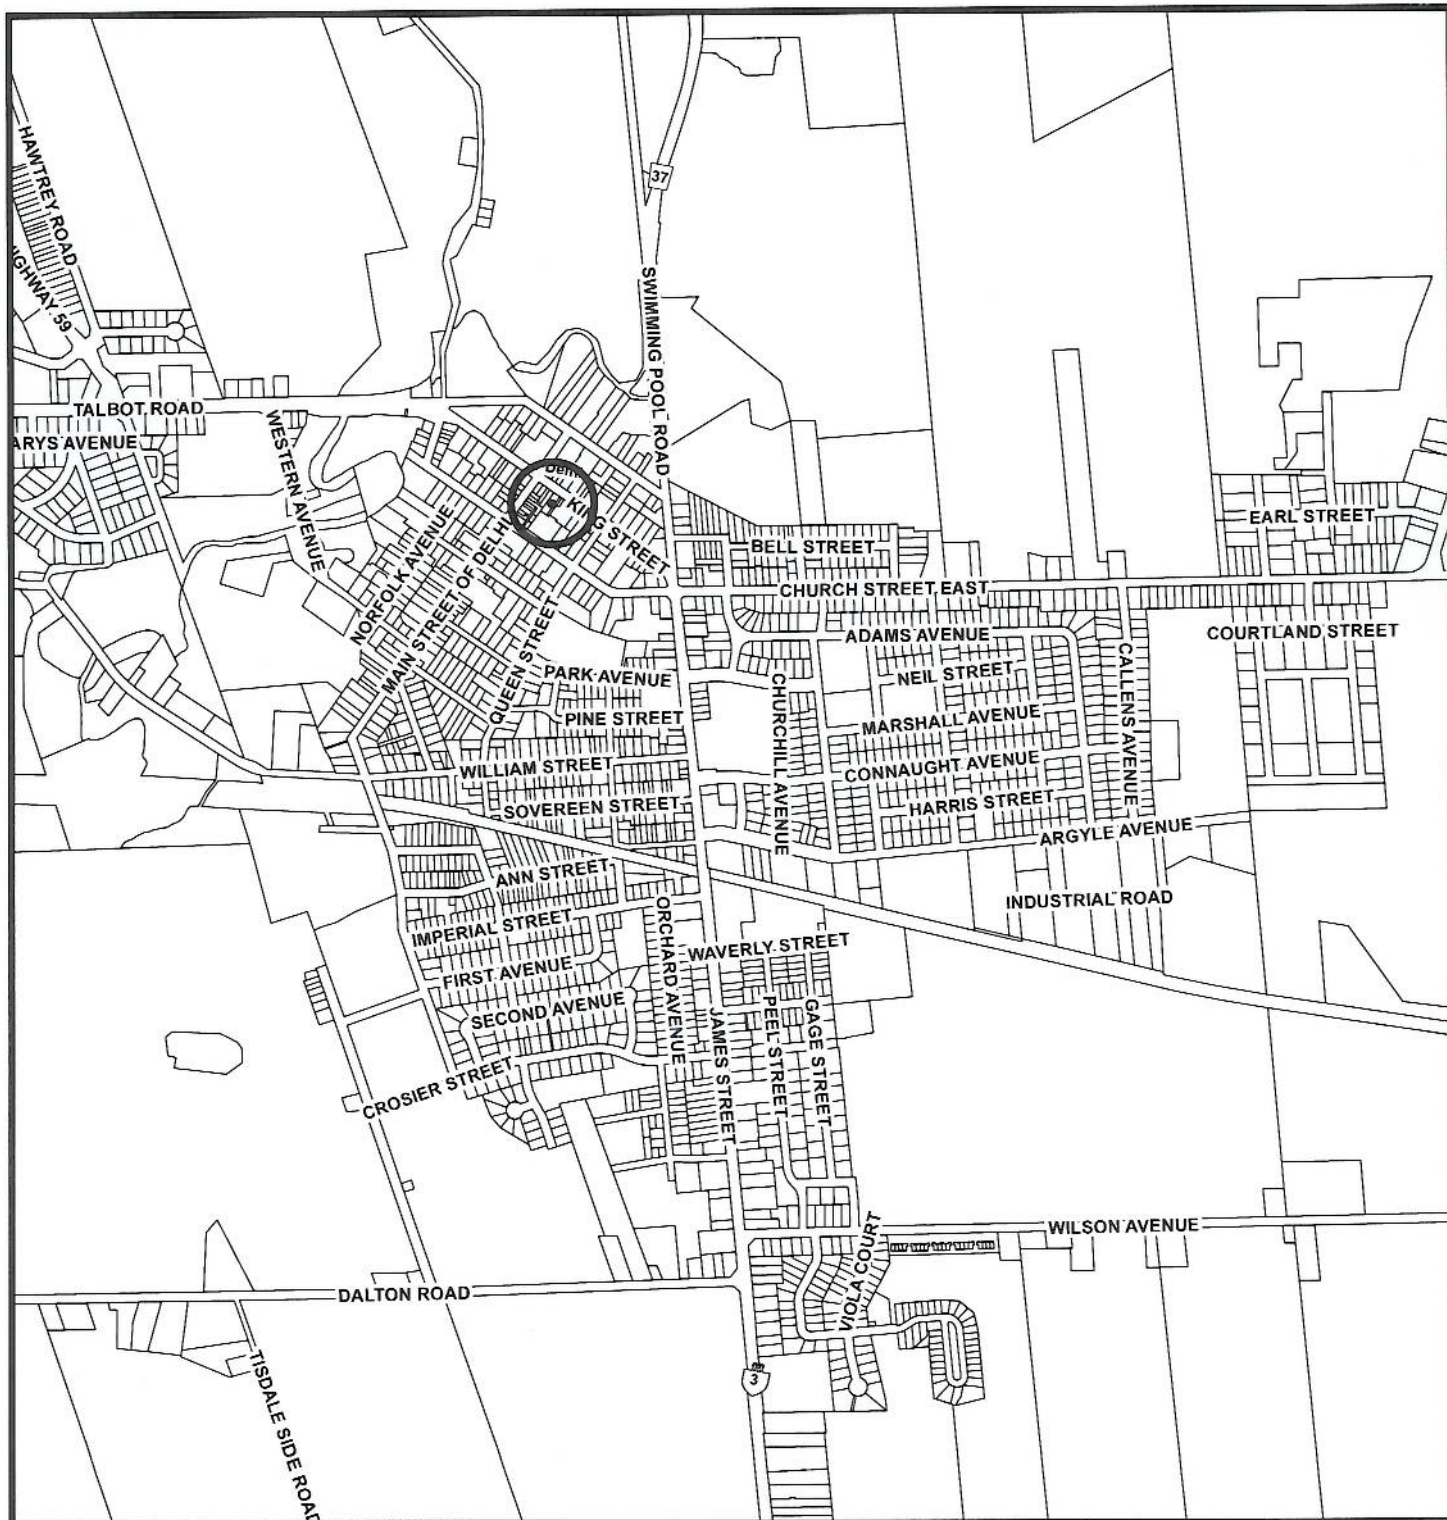 37
HAWTREY ROAD
HIGHWAY 59
SWIMMING POOL ROAD
TALBOT ROAD
ARYS AVENUE
WESTERN AVENUE
NORFOLK AVENUE
MAIN STREET OF DELHI
KING STREET
BELL STREET
EARL STREET
CHURCH STREET EAST
ADAMS AVENUE
COURTLAND STREET
QUEEN STREET
PARK AVENUE
NEIL STREET
CALLENS AVENUE
CHURCHILL AVENUE
PINE STREET
MARSHALL AVENUE
WILLIAM STREET
CONNAUGHT AVENUE
SOVEREEN STREET
HARRIS STREET
ARGYLE AVENUE
ANN STREET
INDUSTRIAL ROAD
IMPERIAL STREET
ORCHARD AVENUE
WAVERLY STREET
FIRST AVENUE
SECOND AVENUE
JAMES STREET
PEEL STREET
GAGE STREET
CROSIER STREET
WILSON AVENUE
VIOLA COURT
DALTON ROAD
TISDALE SIDE ROAD
3